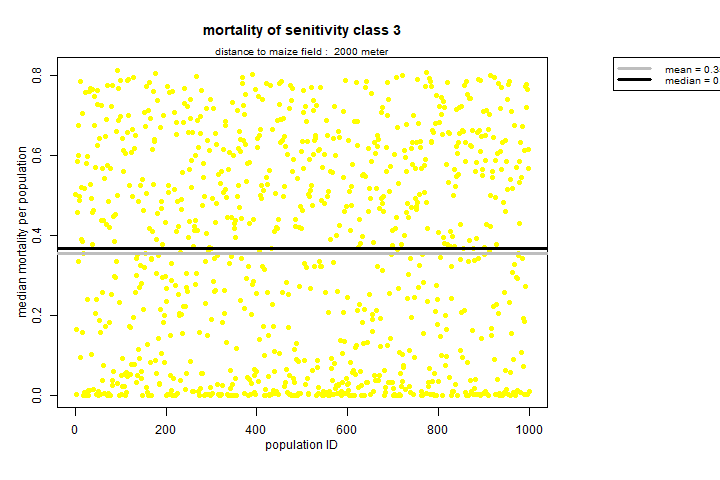 mortality of senitivity class 3
distance to maize field : 2000 meter
mean = 0.3
median = 0
median mortality per population
0.8
0.6
0.4
0.2
0.0
0 200 400 600 800 1000
population ID